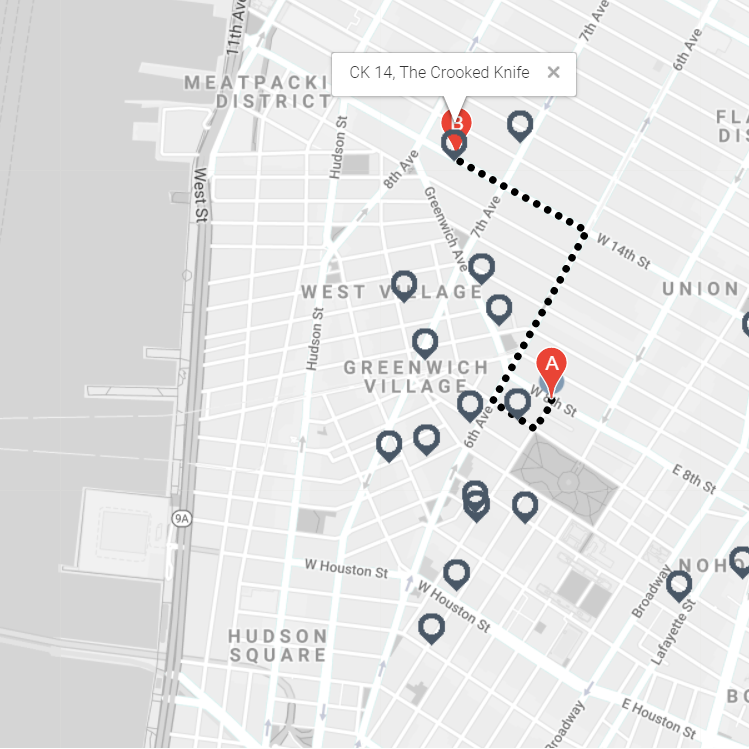 11th Ave
7th Ave
6th Ave
CK 14, The Crooked Knife ×
MEATPACKI
DISTRICT
B
FLA
DIS
Hudson St
8th Ave
West St
Greenwich Ave
7th Ave
W 14th St
WEST VILLAGE
UNION
Hudson St
GREENWICH
VILLAGE
A
W 8th St
6th Ave
E 8th St
9A
W Houston St
W Houston St
NOHO
Broadway
Lafayette St
HUDSON
SQUARE
E Houston St
BO
Broadway